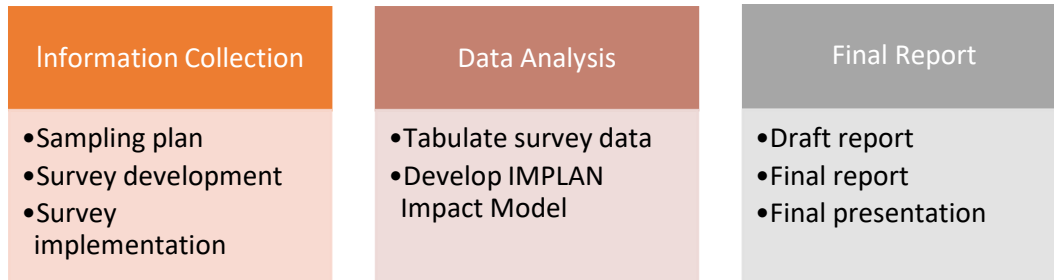 Information Collection
•Sampling plan
•Survey development
•Survey
implementation
Data Analysis
•Tabulate survey data
•Develop IMPLAN
Impact Model
Final Report
•Draft report
•Final report
•Final presentation